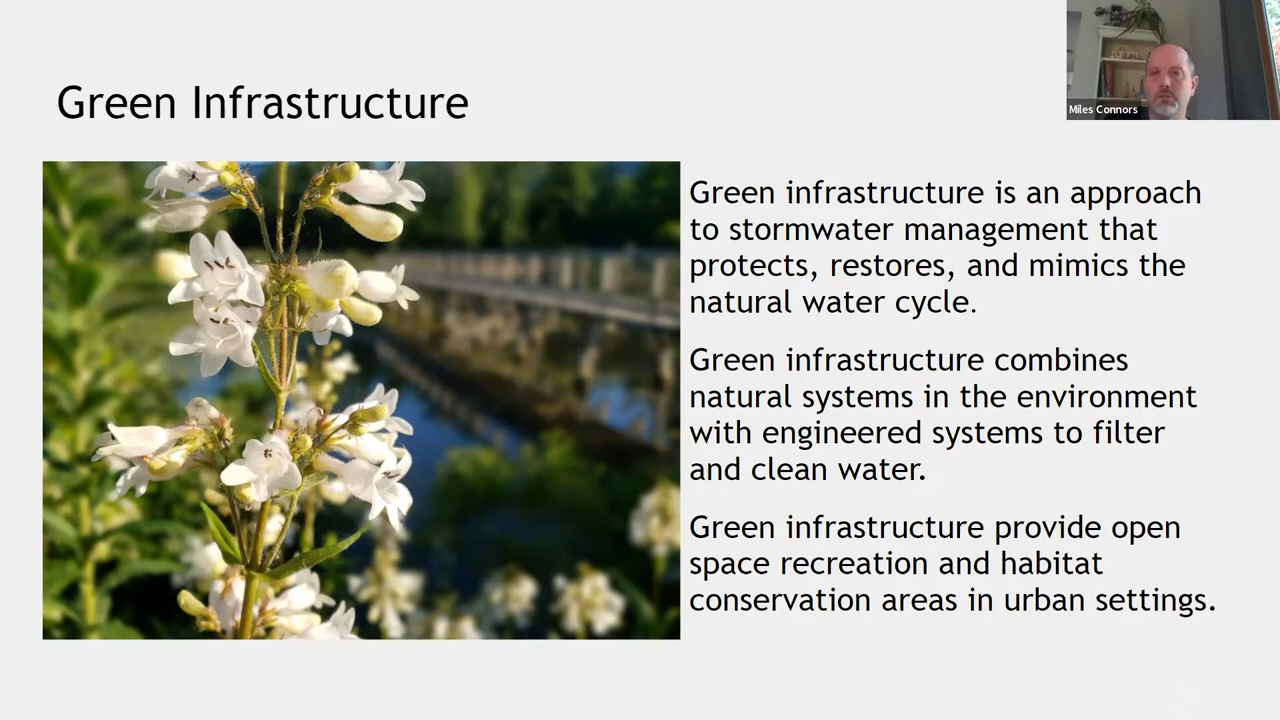 Green Infrastructure
Miles Connors
Green infrastructure is an approach
to stormwater management that
protects, restores, and mimics the
natural water cycle.
Green infrastructure combines
natural systems in the environment
with engineered systems to filter
and clean water.
Green infrastructure provide open
space recreation and habitat
conservation areas in urban settings.